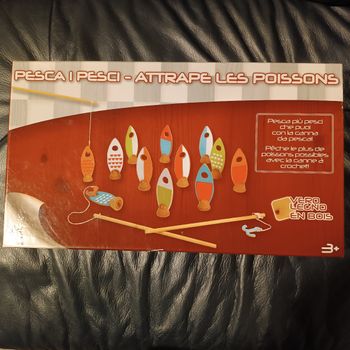 PESCA I PESCI - ATTRAPE LES POISSONS
Pesca più pesci
che puoi
con la canna
da pesca!
Pêche le plus de
poissons possibles
avec la canne à
crochet!
VERO
LEGNO
EN BOIS
3+